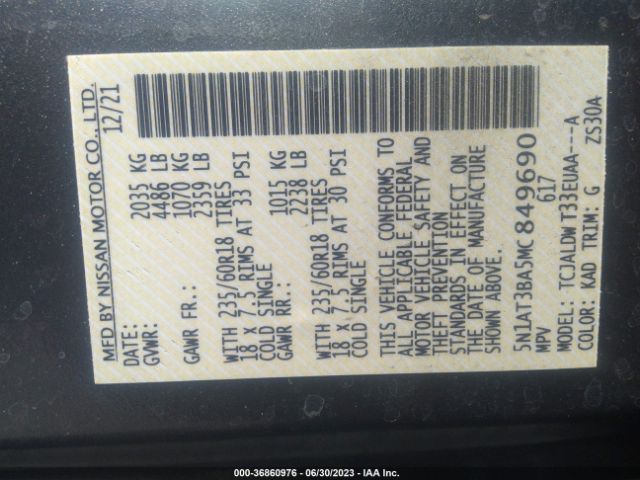 MFD BY NISSAN MOTOR CO., LTD.
DATE: 12/21
GVWR: 2035 KG
4486 LB
GAWR FR.: 1070 KG
2359 LB
WITH 235/60R18 TIRES
18 x 7.5 RIMS AT 33 PSI
COLD SINGLE
GAWR RR.: 1015 KG
2238 LB
WITH 235/60R18 TIRES
18 x 7.5 RIMS AT 30 PSI
COLD SINGLE
THIS VEHICLE CONFORMS TO
ALL APPLICABLE FEDERAL
MOTOR VEHICLE SAFETY AND
THEFT PREVENTION
STANDARDS IN EFFECT ON
THE DATE OF MANUFACTURE
SHOWN ABOVE.
5N1AT3BA5MC849690
MPV 617
MODEL: TCJALDWT33EUAA---A
COLOR: KAD TRIM: G ZS30A
000-36860976 - 06/30/2023 - IAA Inc.